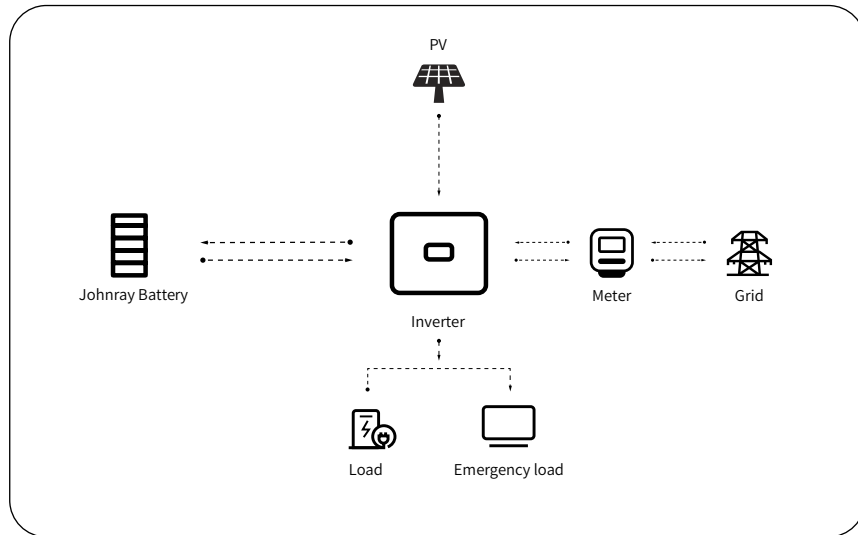 PV
Johnray Battery
Inverter
Meter
Grid
Load
Emergency load